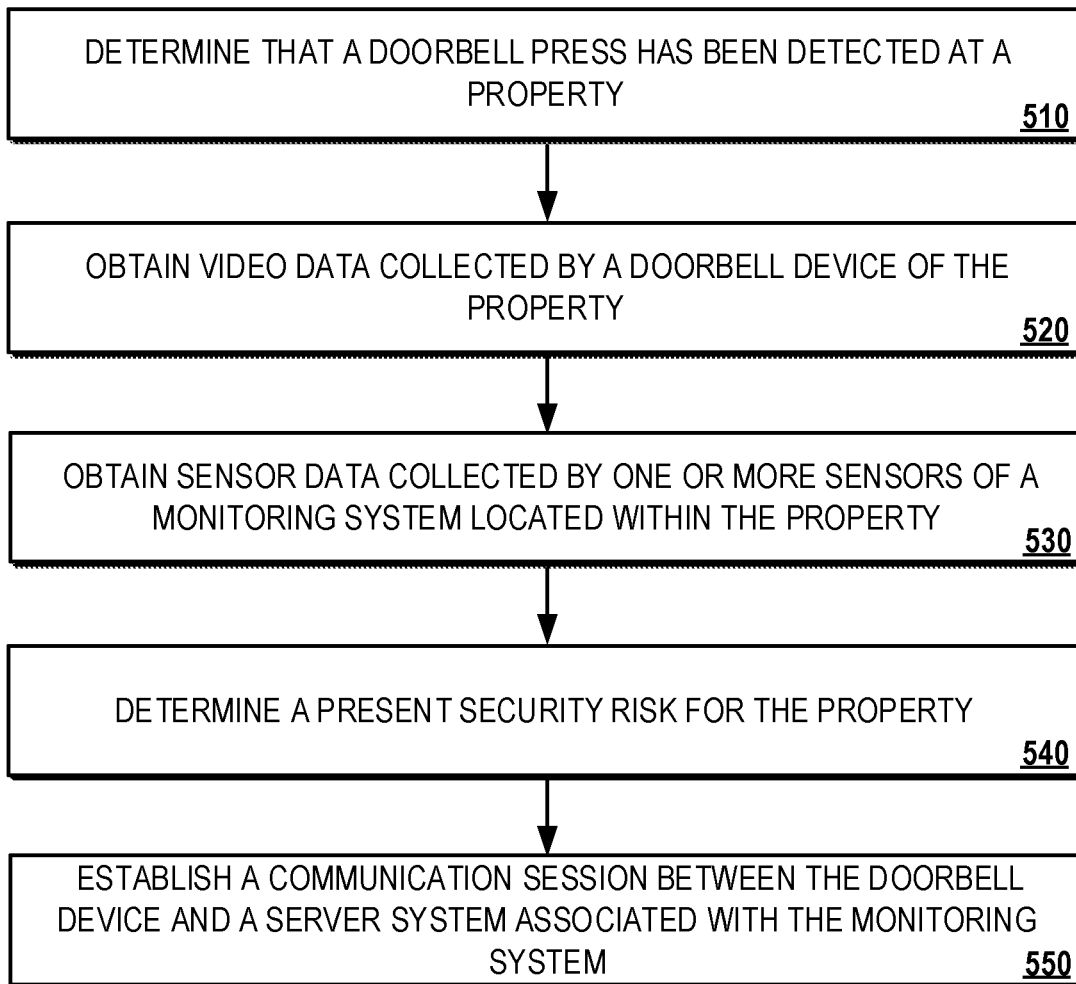 DETERMINE THAT A DOORBELL PRESS HAS BEEN DETECTED AT A
PROPERTY
510
OBTAIN VIDEO DATA COLLECTED BY A DOORBELL DEVICE OF THE
PROPERTY
520
OBTAIN SENSOR DATA COLLECTED BY ONE OR MORE SENSORS OF A
MONITORING SYSTEM LOCATED WITHIN THE PROPERTY
530
DETERMINE A PRESENT SECURITY RISK FOR THE PROPERTY
540
ESTABLISH A COMMUNICATION SESSION BETWEEN THE DOORBELL
DEVICE AND A SERVER SYSTEM ASSOCIATED WITH THE MONITORING
SYSTEM
550